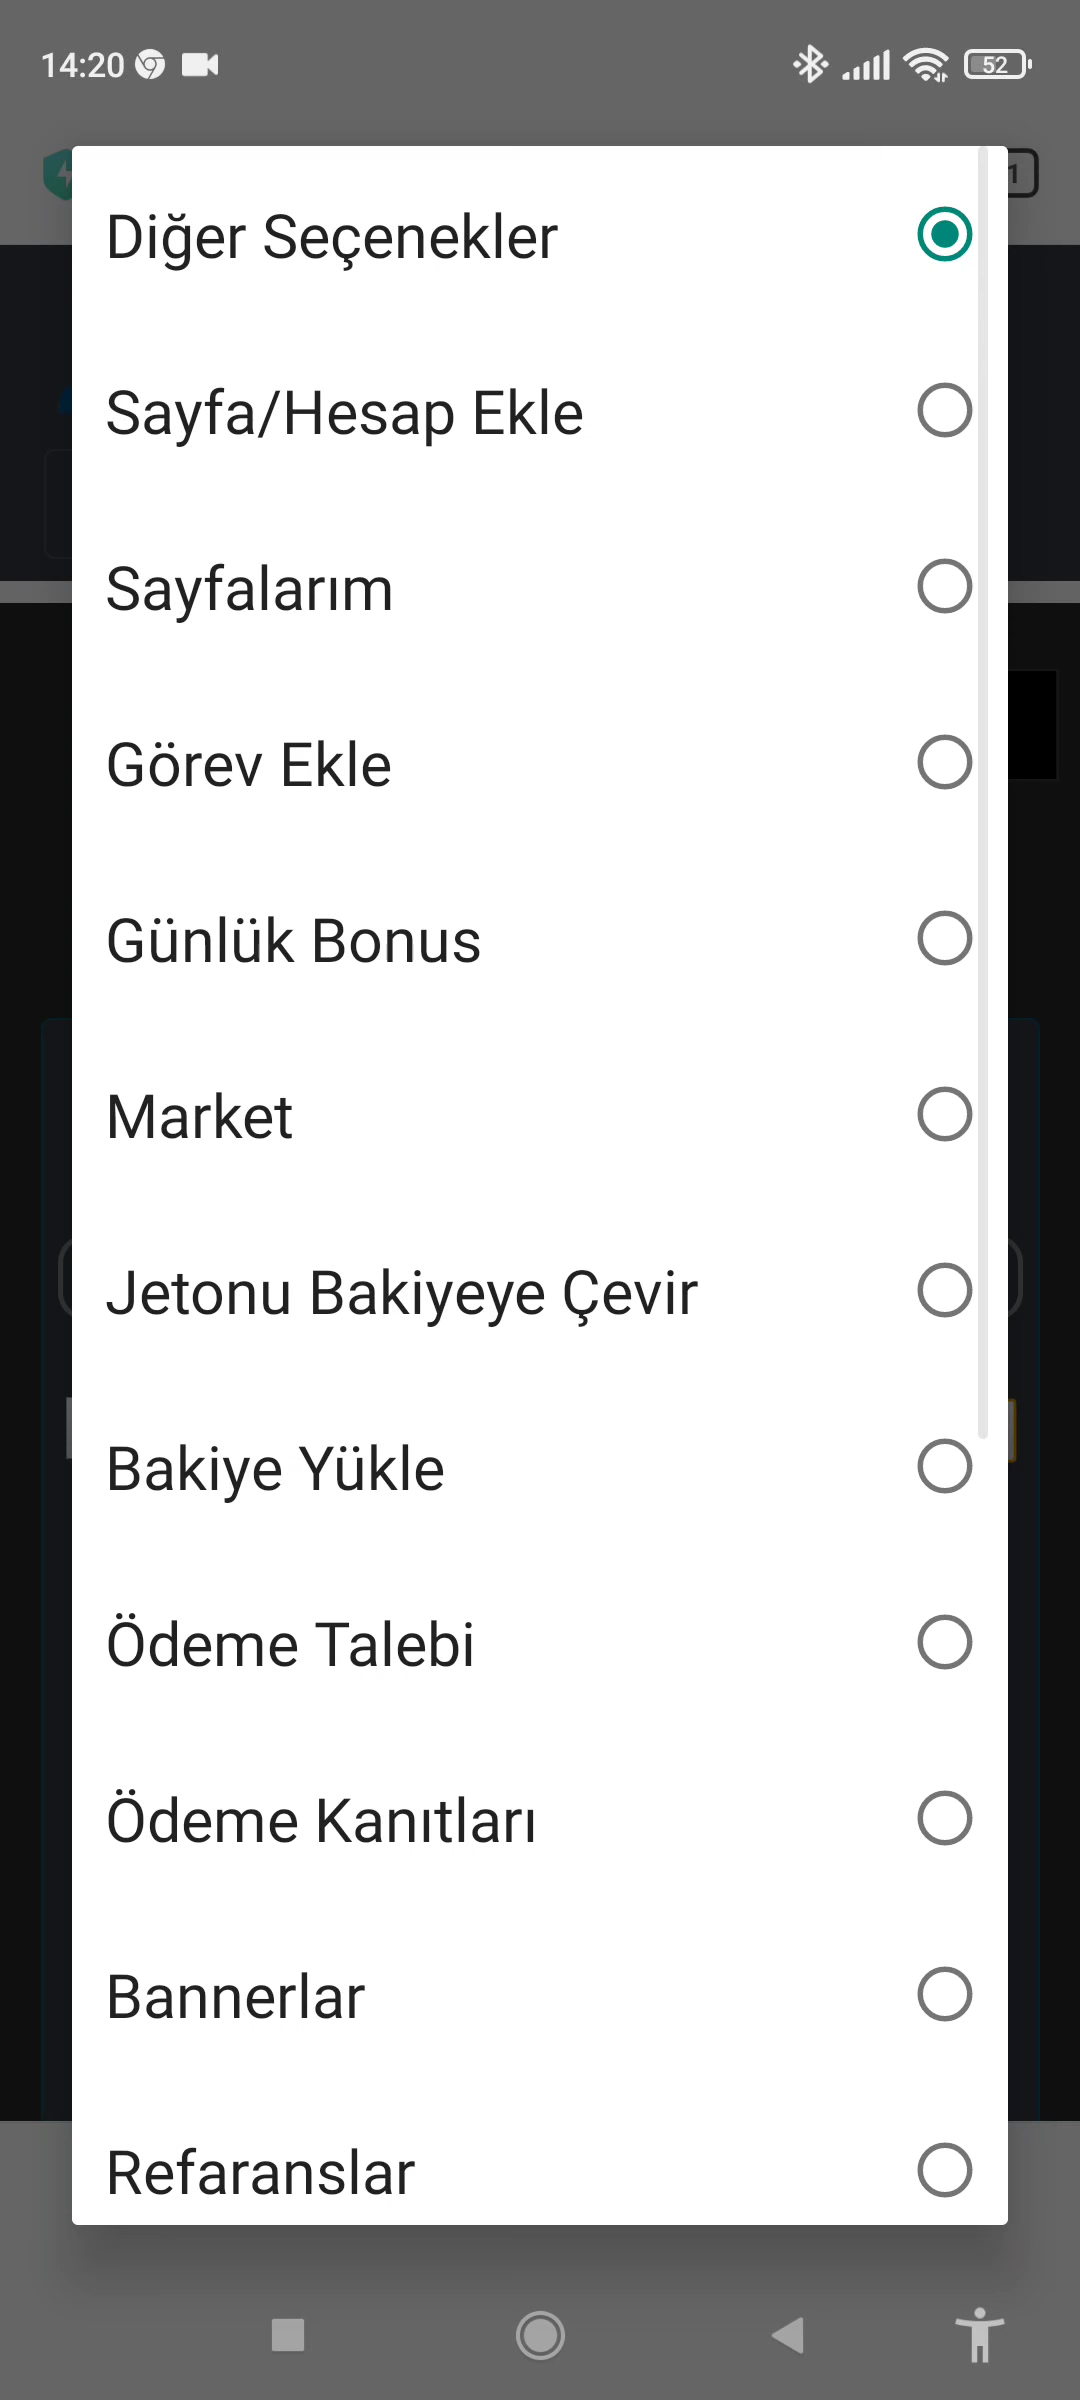 14:20
52
1
Diğer Seçenekler
Sayfa/Hesap Ekle
Sayfalarım
Görev Ekle
Günlük Bonus
Market
Jetonu Bakiyeye Çevir
Bakiye Yükle
Ödeme Talebi
Ödeme Kanıtları
Bannerlar
Refaranslar